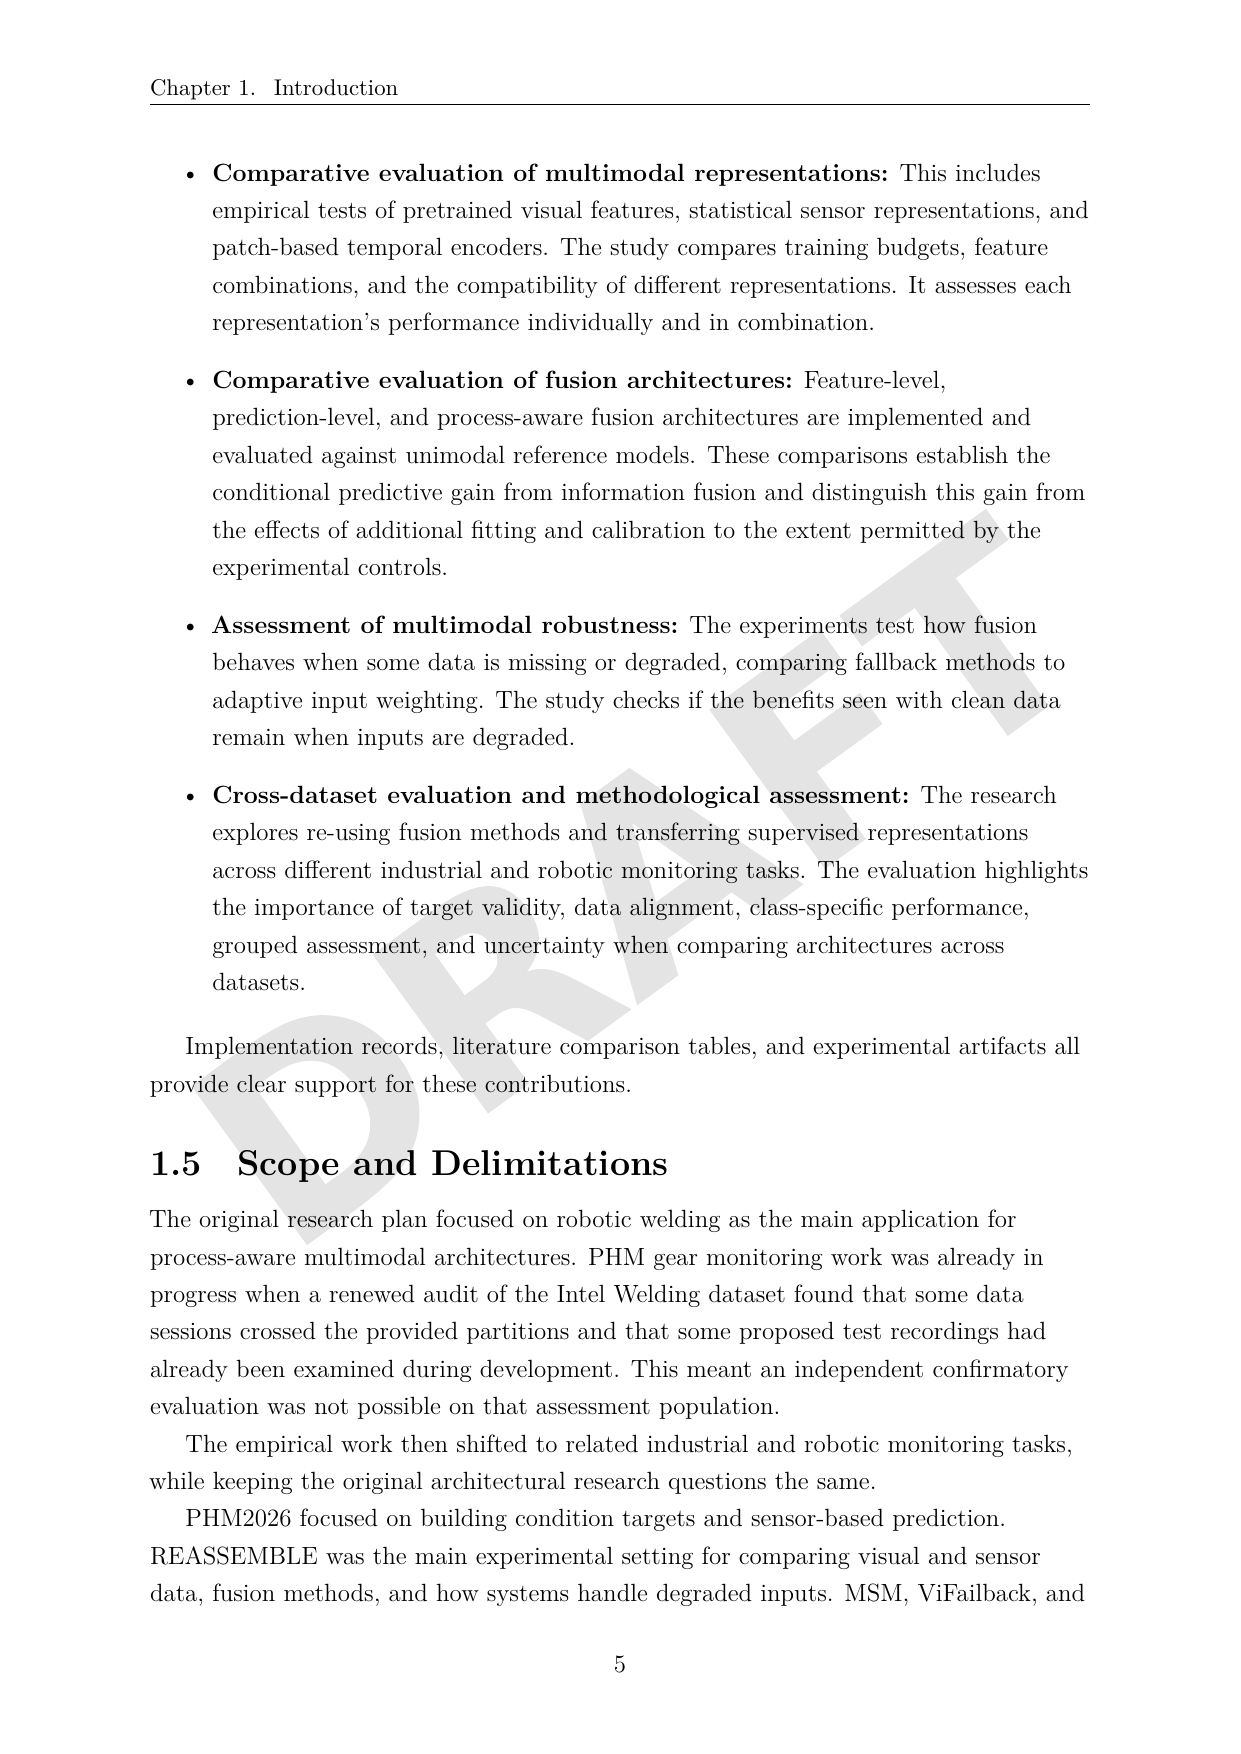 Chapter 1. Introduction
• Comparative evaluation of multimodal representations: This includes
empirical tests of pretrained visual features, statistical sensor representations, and
patch-based temporal encoders. The study compares training budgets, feature
combinations, and the compatibility of different representations. It assesses each
representation's performance individually and in combination.
• Comparative evaluation of fusion architectures: Feature-level,
prediction-level, and process-aware fusion architectures are implemented and
evaluated against unimodal reference models. These comparisons establish the
conditional predictive gain from information fusion and distinguish this gain from
the effects of additional fitting and calibration to the extent permitted by the
experimental controls.
• Assessment of multimodal robustness: The experiments test how fusion
behaves when some data is missing or degraded, comparing fallback methods to
adaptive input weighting. The study checks if the benefits seen with clean data
remain when inputs are degraded.
• Cross-dataset evaluation and methodological assessment: The research
explores re-using fusion methods and transferring supervised representations
across different industrial and robotic monitoring tasks. The evaluation highlights
the importance of target validity, data alignment, class-specific performance,
grouped assessment, and uncertainty when comparing architectures across
datasets.
Implementation records, literature comparison tables, and experimental artifacts all
provide clear support for these contributions.
1.5 Scope and Delimitations
The original research plan focused on robotic welding as the main application for
process-aware multimodal architectures. PHM gear monitoring work was already in
progress when a renewed audit of the Intel Welding dataset found that some data
sessions crossed the provided partitions and that some proposed test recordings had
already been examined during development. This meant an independent confirmatory
evaluation was not possible on that assessment population.
The empirical work then shifted to related industrial and robotic monitoring tasks,
while keeping the original architectural research questions the same.
PHM2026 focused on building condition targets and sensor-based prediction.
REASSEMBLE was the main experimental setting for comparing visual and sensor
data, fusion methods, and how systems handle degraded inputs. MSM, ViFailback, and
5
DRAFT